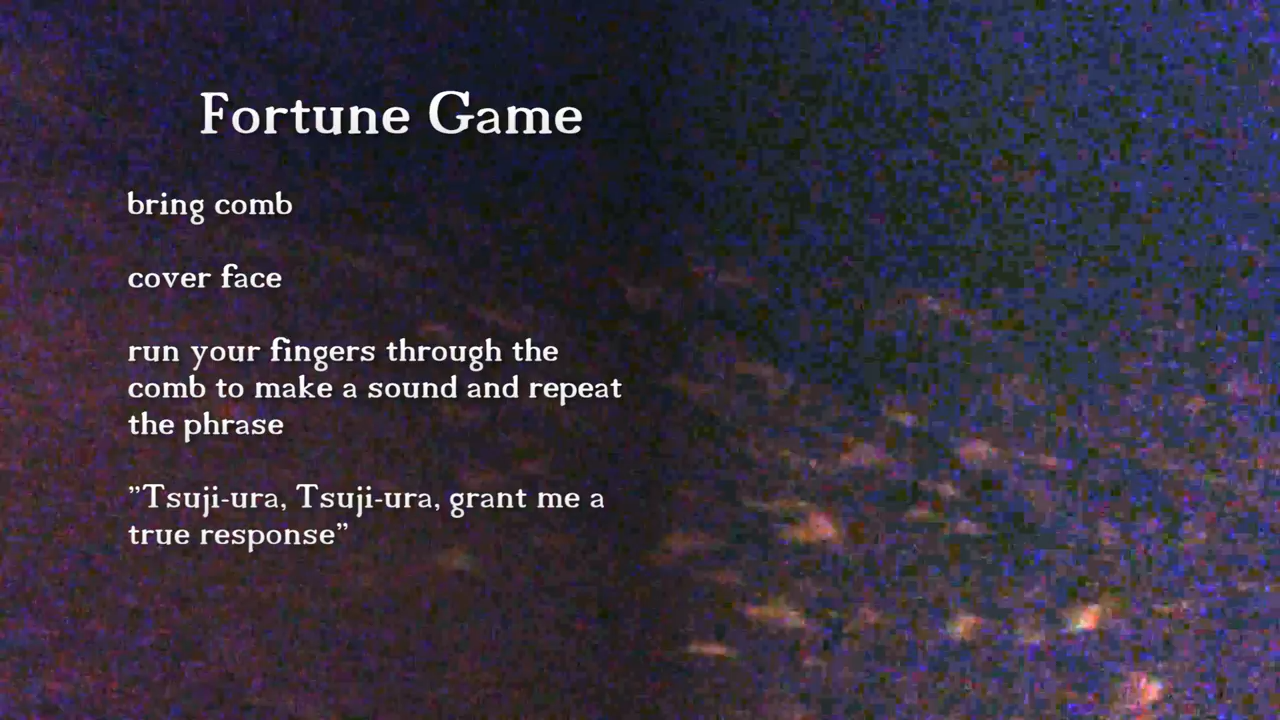 Fortune Game
bring comb
cover face
run your fingers through the
comb to make a sound and repeat
the phrase
”Tsuji-ura, Tsuji-ura, grant me a
true response”